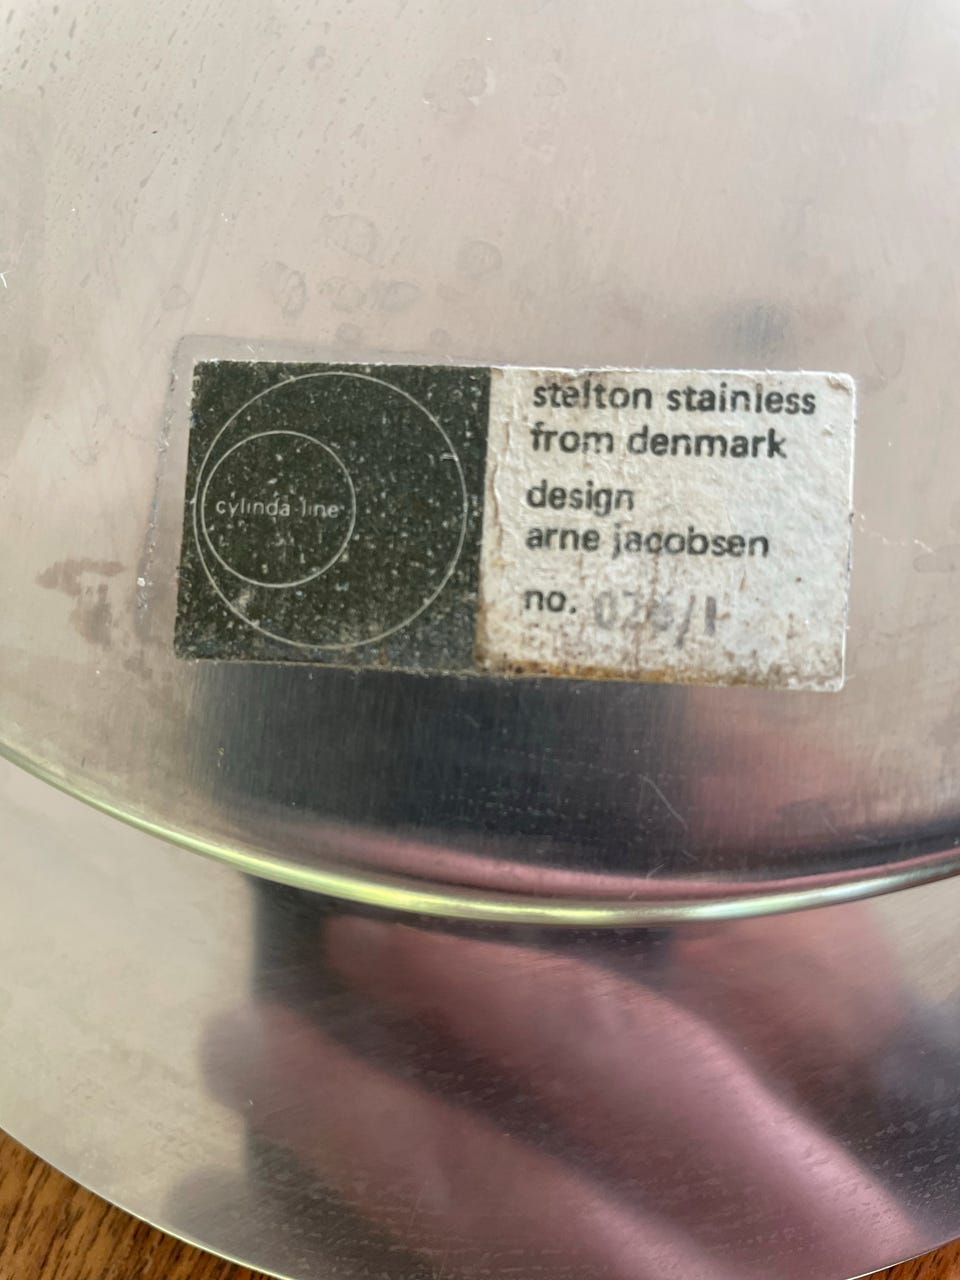 cylinda-line
stelton stainless
from denmark
design
arne jacobsen
no.